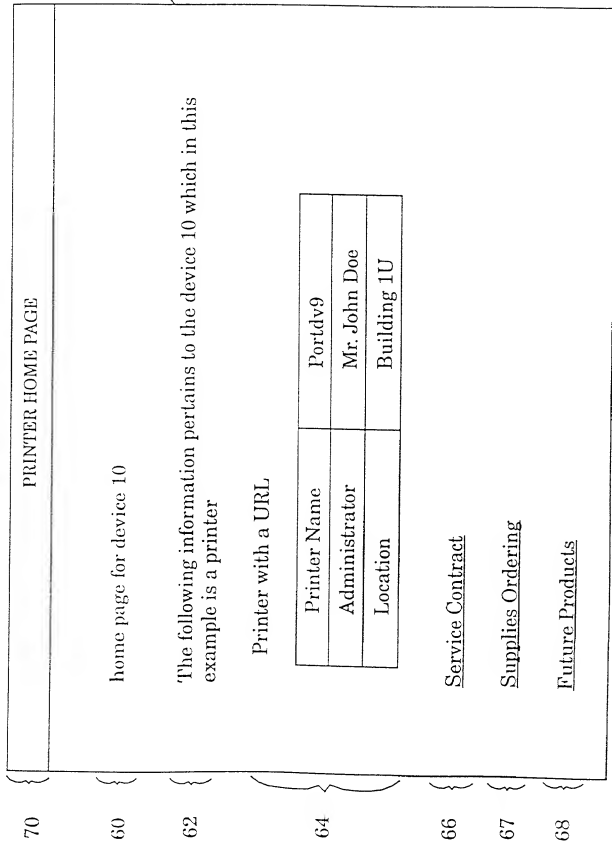 70 PRINTER HOME PAGE
60 home page for device 10
62 The following information pertains to the device 10 which in this
example is a printer
64 Printer with a URL
Printer Name Portdv9
Administrator Mr. John Doe
Location Building 1U
66 Service Contract
67 Supplies Ordering
68 Future Products